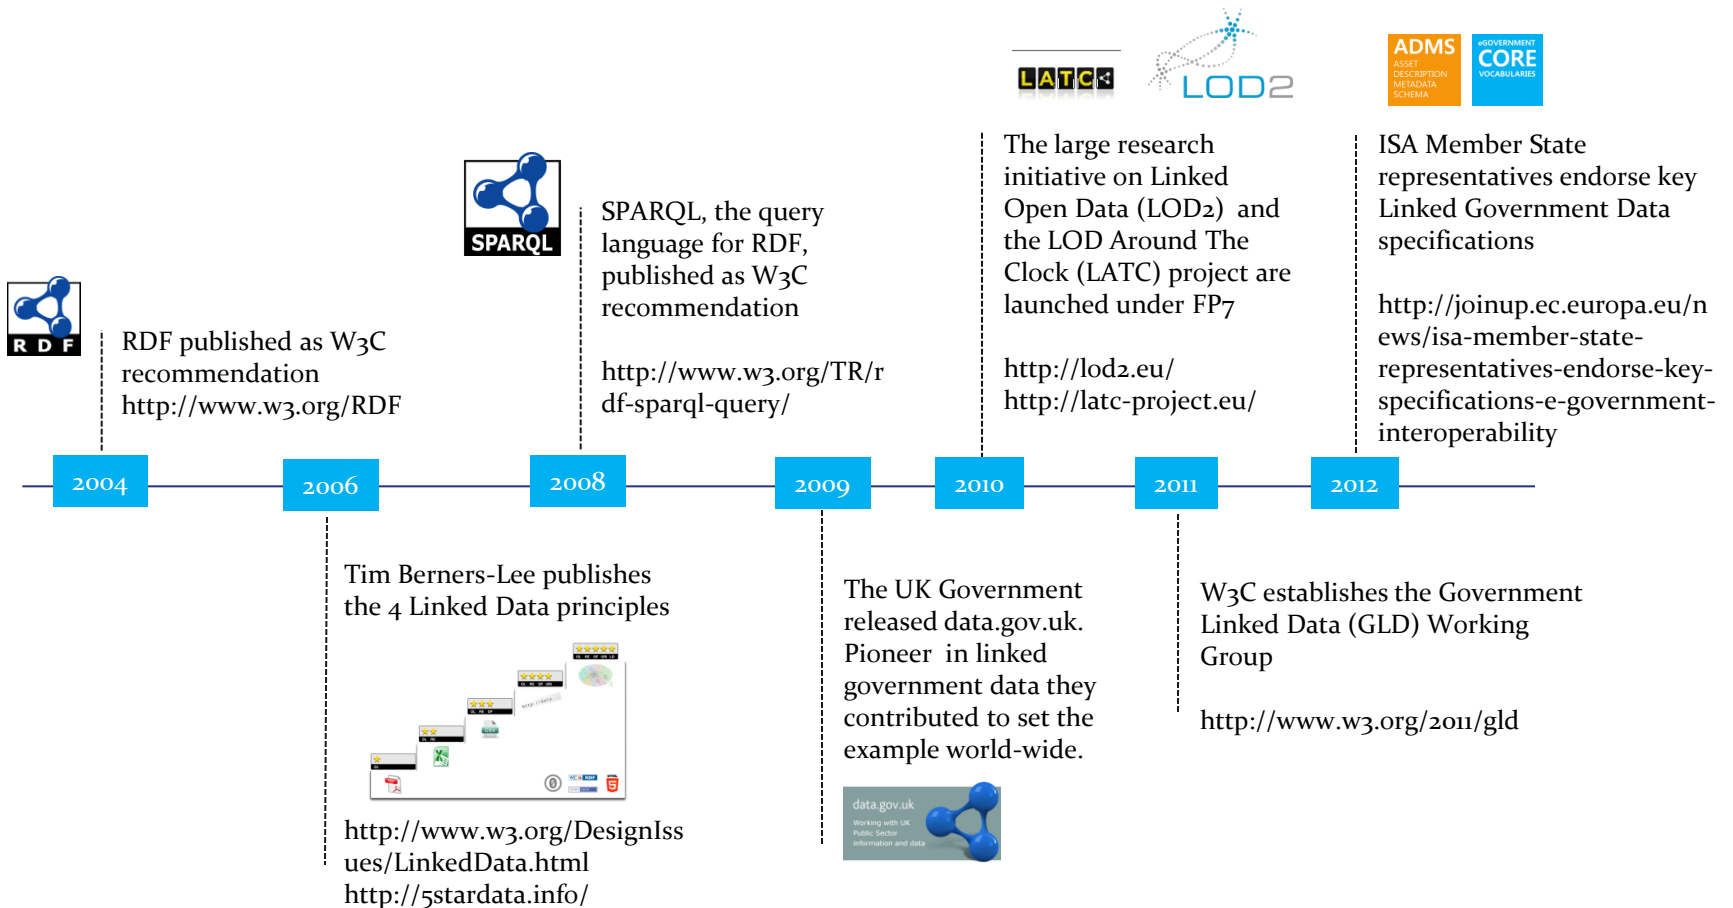 LATC
LOD2
ADMS
ASSET
DESCRIPTION
METADATA
SCHEMA
eGOVERNMENT
CORE
VOCABULARIES
RDF
RDF published as W3C
recommendation
http://www.w3.org/RDF
SPARQL
SPARQL, the query
language for RDF,
published as W3C
recommendation
http://www.w3.org/TR/r
df-sparql-query/
The large research
initiative on Linked
Open Data (LOD2) and
the LOD Around The
Clock (LATC) project are
launched under FP7
http://lod2.eu/
http://latc-project.eu/
ISA Member State
representatives endorse key
Linked Government Data
specifications
http://joinup.ec.europa.eu/n
ews/isa-member-state-
representatives-endorse-key-
specifications-e-government-
interoperability
2004
2006
2008
2009
2010
2011
2012
Tim Berners-Lee publishes
the 4 Linked Data principles
http://www.w3.org/DesignIss
ues/LinkedData.html
http://5stardata.info/
The UK Government
released data.gov.uk.
Pioneer in linked
government data they
contributed to set the
example world-wide.
data.gov.uk
Working with UK
Public Sector
information and data
W3C establishes the Government
Linked Data (GLD) Working
Group
http://www.w3.org/2011/gld